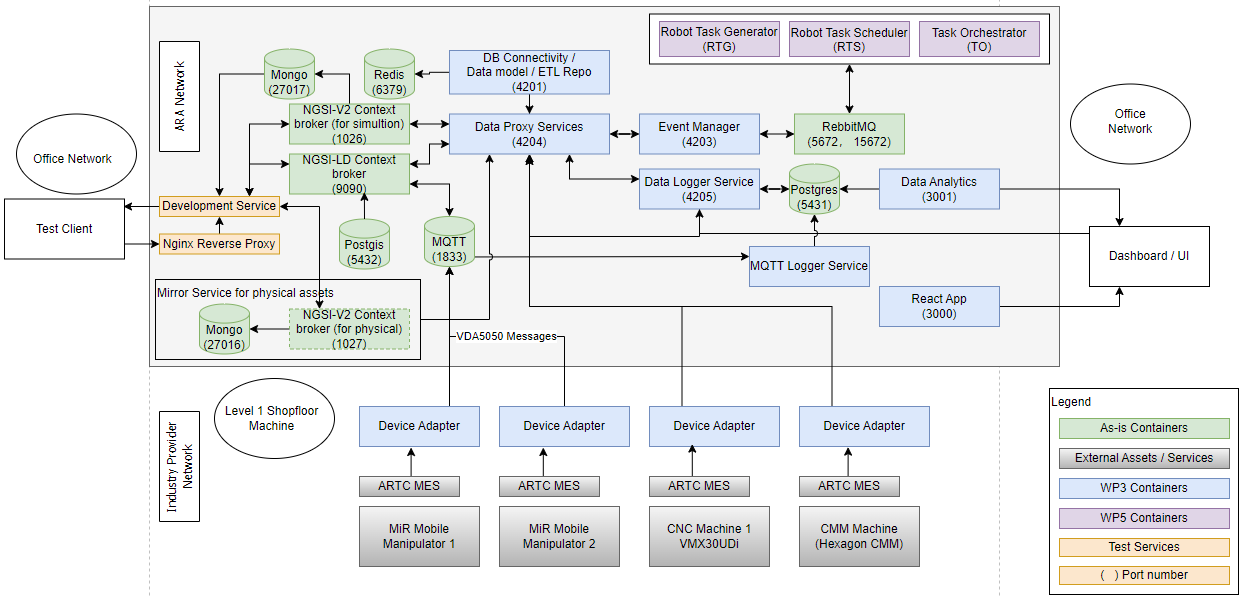 Robot Task Generator
(RTG)
Robot Task Scheduler
(RTS)
Task Orchestrator
(TO)
ARA Network
Mongo
(27017)
Redis
(6379)
DB Connectivity /
Data model / ETL Repo
(4201)
NGSI-V2 Context
broker (for simultion)
(1026)
Data Proxy Services
(4204)
Event Manager
(4203)
RebbitMQ
(5672, 15672)
Office
Network
Office Network
NGSI-LD Context
broker
(9090)
Data Logger Service
(4205)
Postgres
(5431)
Data Analytics
(3001)
Development Service
Test Client
Nginx Reverse Proxy
Postgis
(5432)
MQTT
(1833)
MQTT Logger Service
Dashboard / UI
Mirror Service for physical assets
Mongo
(27016)
NGSI-V2 Context
broker (for physical)
(1027)
React App
(3000)
VDA5050 Messages
Level 1 Shopfloor
Machine
Industry Provider
Network
Device Adapter
Device Adapter
Device Adapter
Device Adapter
ARTC MES
ARTC MES
ARTC MES
ARTC MES
MiR Mobile
Manipulator 1
MiR Mobile
Manipulator 2
CNC Machine 1
VMX30UDi
CMM Machine
(Hexagon CMM)
Legend
As-is Containers
External Assets / Services
WP3 Containers
WP5 Containers
Test Services
( ) Port number